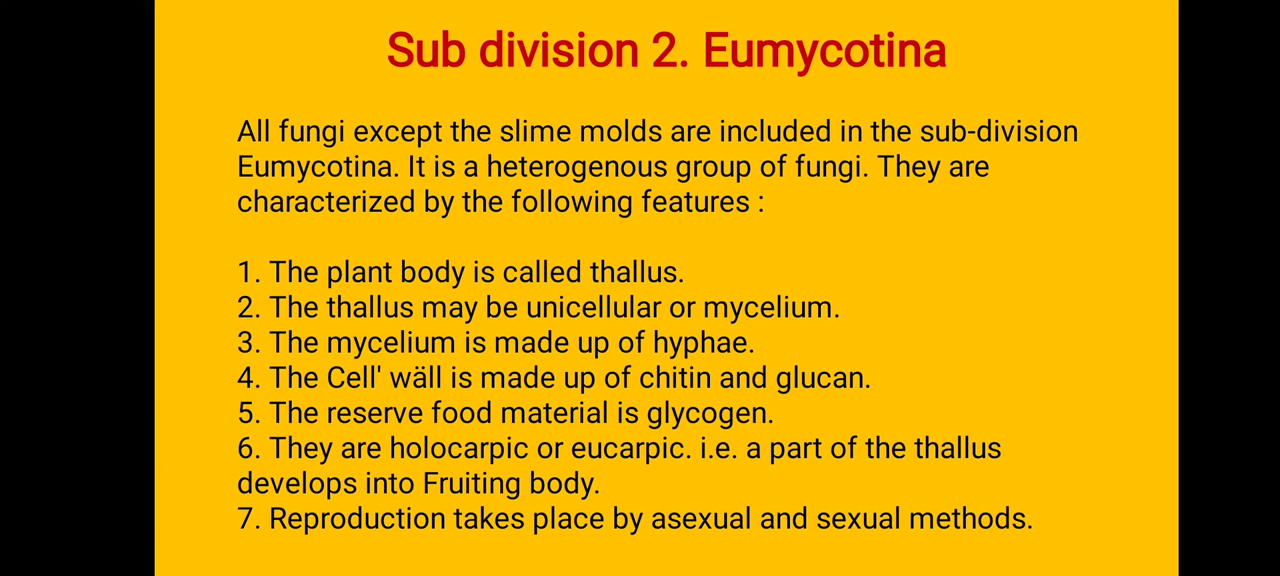 Sub division 2. Eumycotina
All fungi except the slime molds are included in the sub-division
Eumycotina. It is a heterogenous group of fungi. They are
characterized by the following features :
1. The plant body is called thallus.
2. The thallus may be unicellular or mycelium.
3. The mycelium is made up of hyphae.
4. The Cell' wäll is made up of chitin and glucan.
5. The reserve food material is glycogen.
6. They are holocarpic or eucarpic. i.e. a part of the thallus
develops into Fruiting body.
7. Reproduction takes place by asexual and sexual methods.